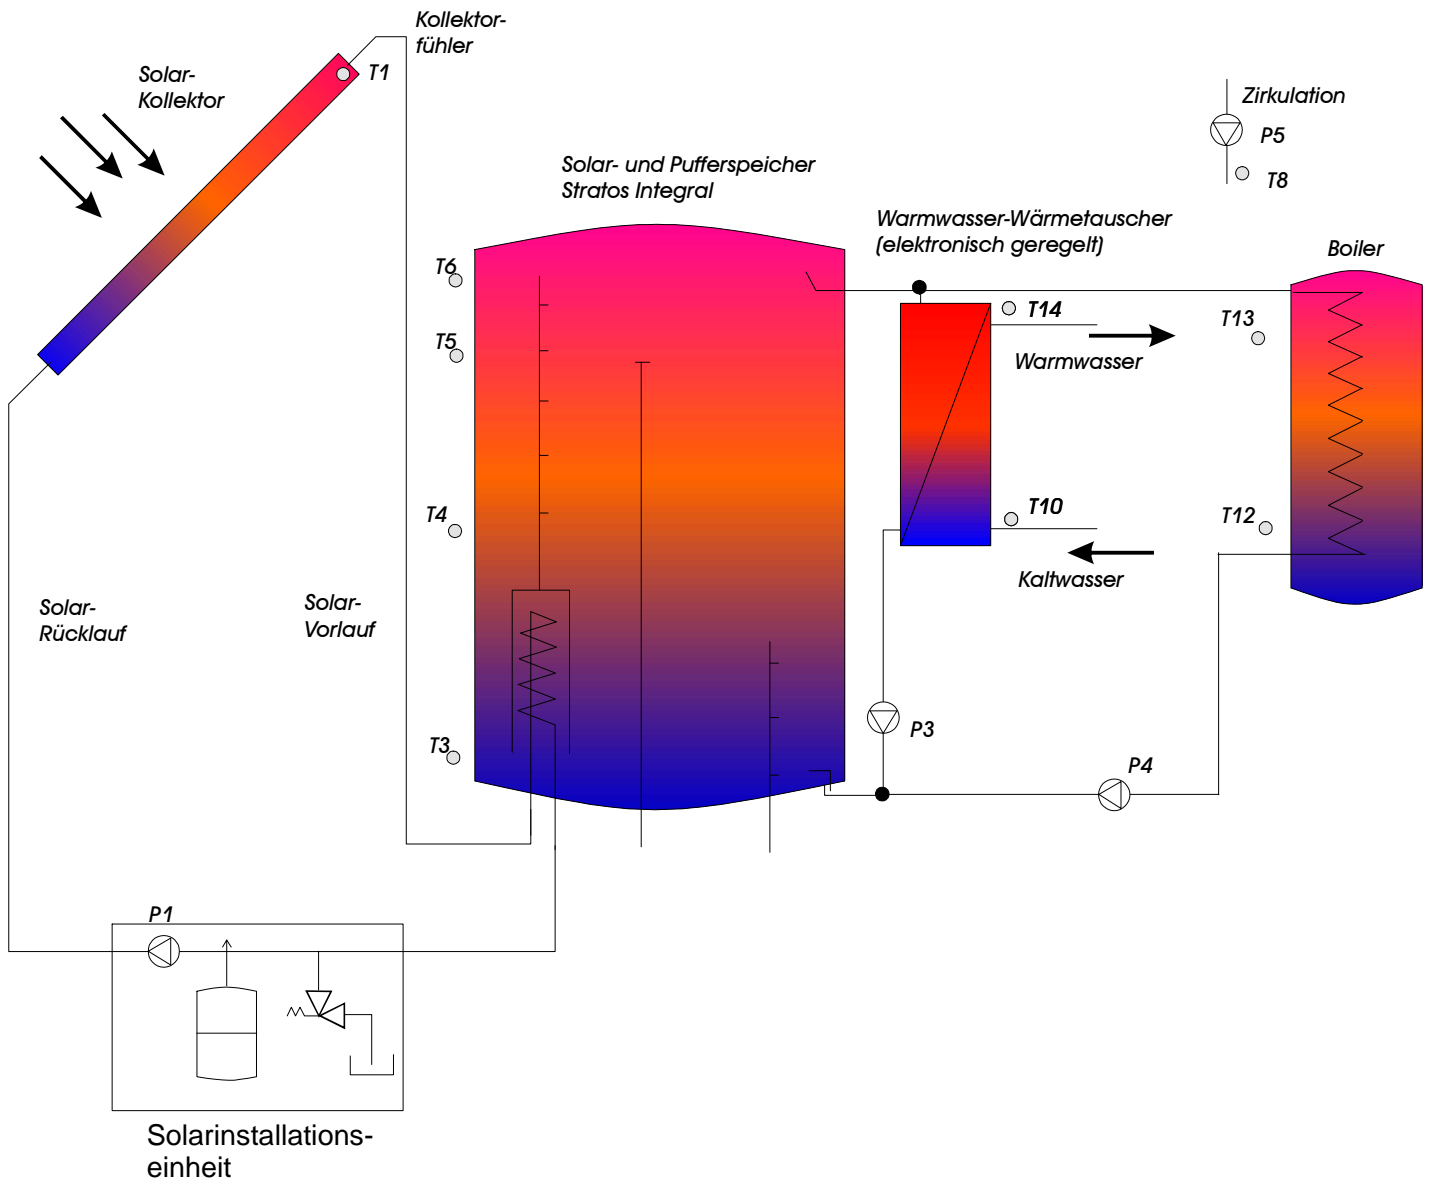 Kollektor-
fühler
T1
Solar-
Kollektor
Zirkulation
P5
T8
Solar- und Pufferspeicher
Stratos Integral
Warmwasser-Wärmetauscher
(elektronisch geregelt)
Boiler
T6
T5
T4
T3
T14
Warmwasser
T13
T10
Kaltwasser
T12
Solar-
Rücklauf
Solar-
Vorlauf
P3
P4
P1
Solarinstallations-
einheit